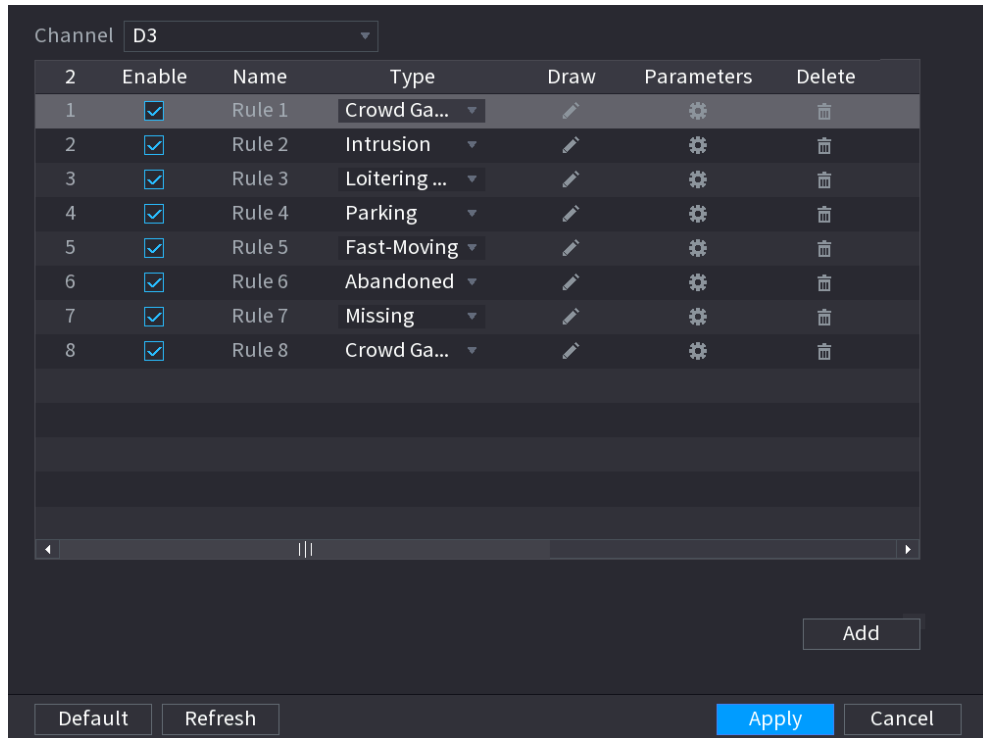 Channel D3
2 Enable Name Type Draw Parameters Delete
1 Rule 1 Crowd Ga...
2 Rule 2 Intrusion
3 Rule 3 Loitering ...
4 Rule 4 Parking
5 Rule 5 Fast-Moving
6 Rule 6 Abandoned
7 Rule 7 Missing
8 Rule 8 Crowd Ga...
Add
Default Refresh Apply Cancel